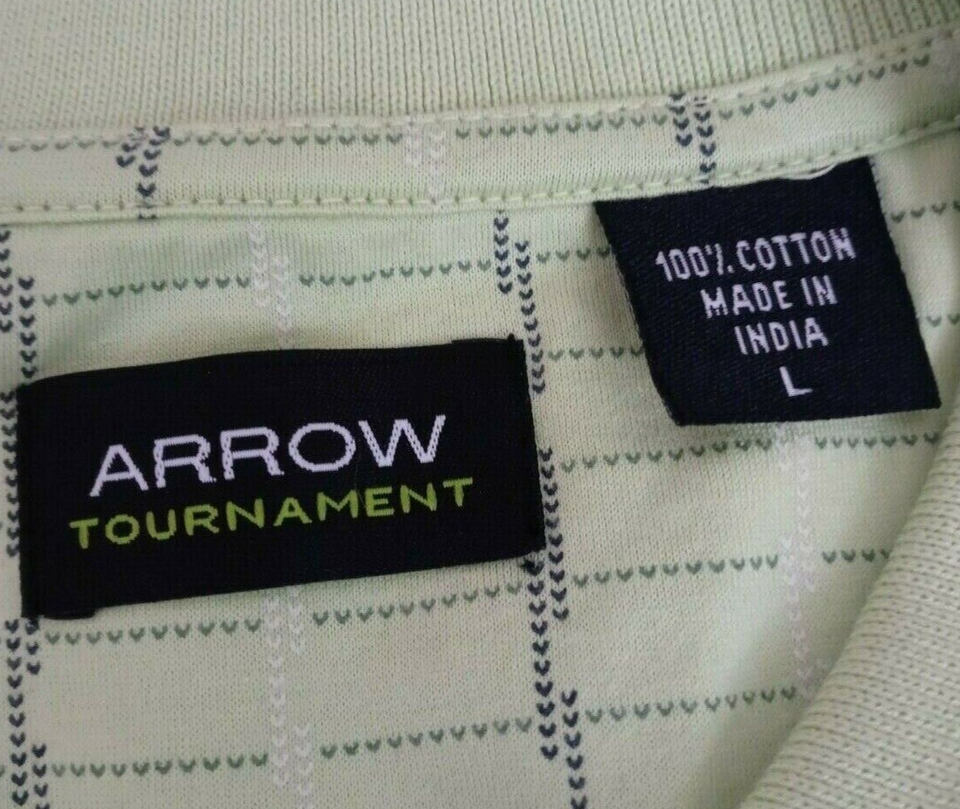 ARROW
TOURNAMENT
100% COTTON
MADE IN
INDIA
L